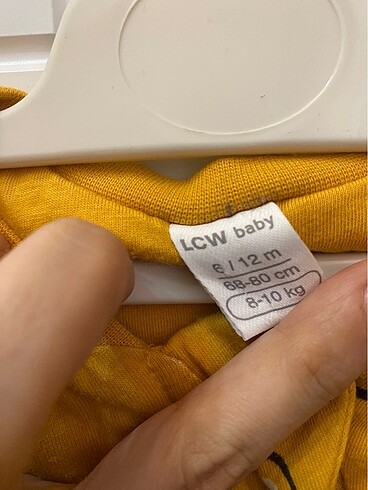 LCW baby
6 / 12 m
68-80 cm
8-10 kg